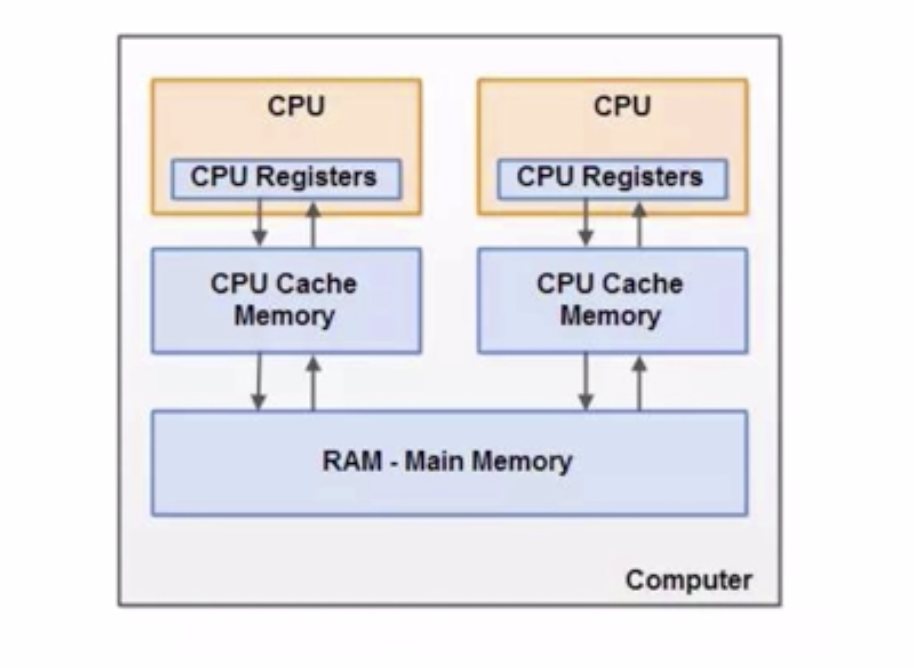 CPU
CPU
CPU Registers
CPU Registers
CPU Cache
Memory
CPU Cache
Memory
RAM - Main Memory
Computer